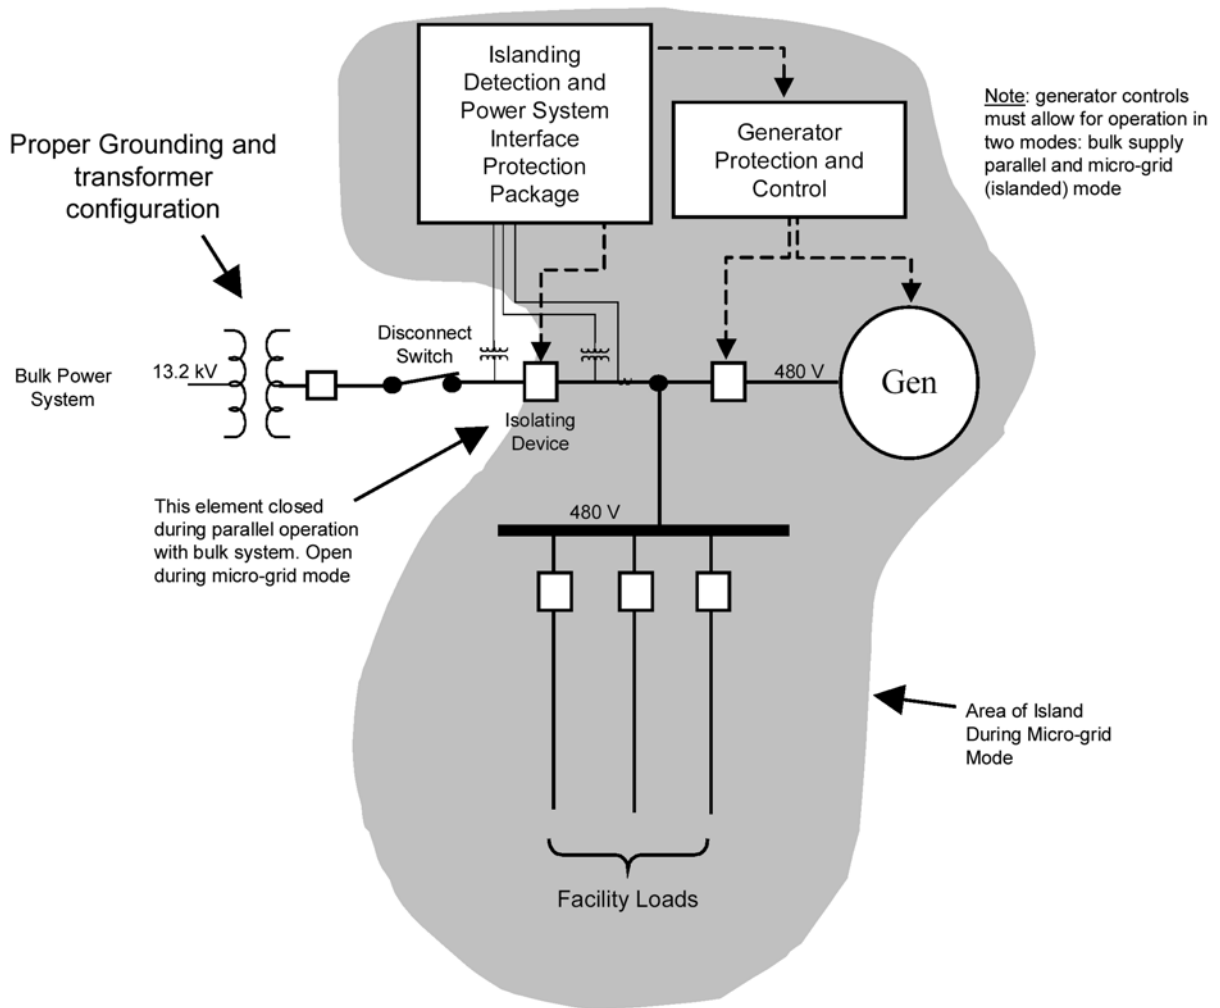 Islanding
Detection and
Power System
Interface
Protection
Package
Generator
Protection and
Control
Note: generator controls
must allow for operation in
two modes: bulk supply
parallel and micro-grid
(islanded) mode
Proper Grounding and
transformer
configuration
Disconnect
Switch
13.2 kV
Bulk Power
System
480 V
Gen
Isolating
Device
This element closed
during parallel operation
with bulk system. Open
during micro-grid mode
480 V
Area of Island
During Micro-grid
Mode
Facility Loads